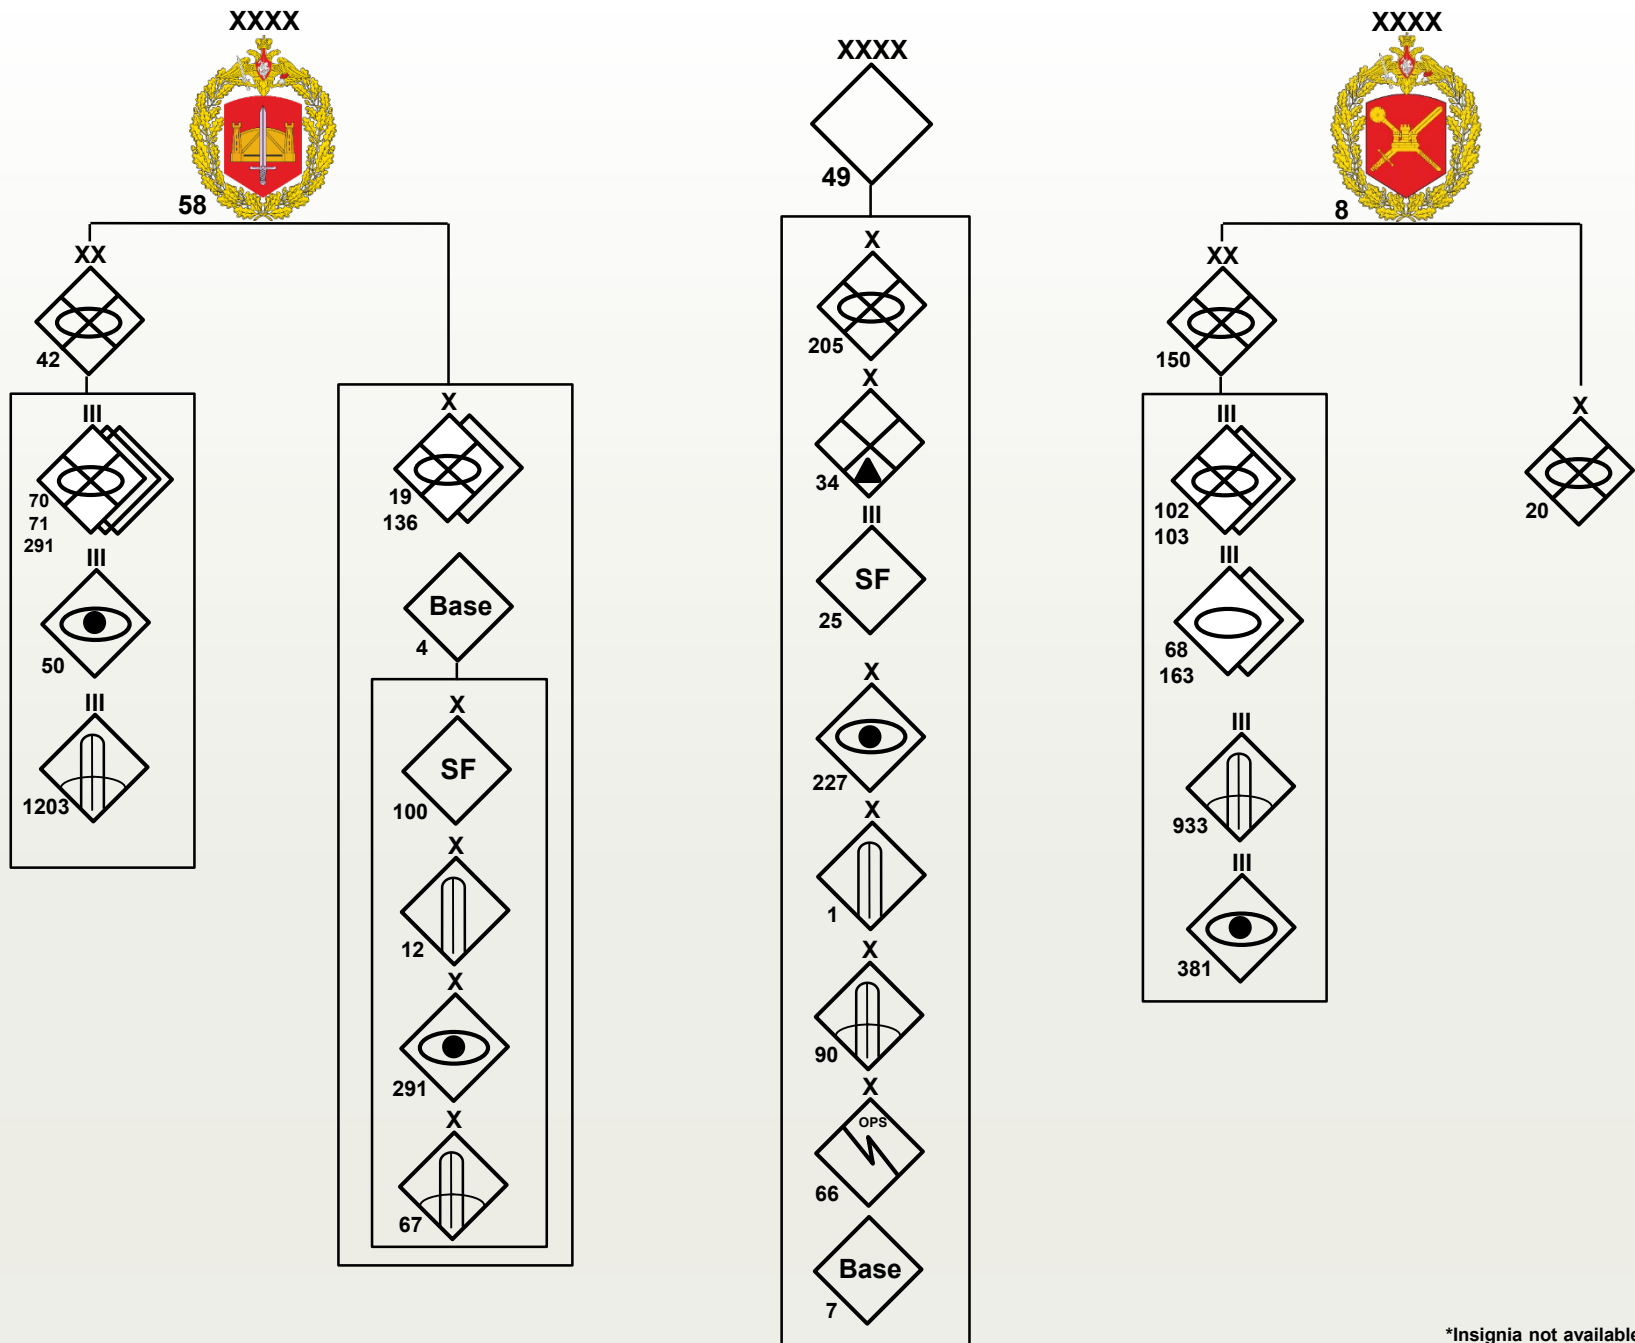 XXXX
58
XX
42
III
70
71
291
III
50
III
1203
X
19
136
Base
4
X
SF
100
X
12
X
291
X
67
XXXX
49
X
205
X
34
III
SF
25
X
227
X
1
X
90
X
OPS
66
Base
7
XXXX
8
XX
150
III
102
103
III
68
163
III
933
III
381
X
20
*Insignia not available